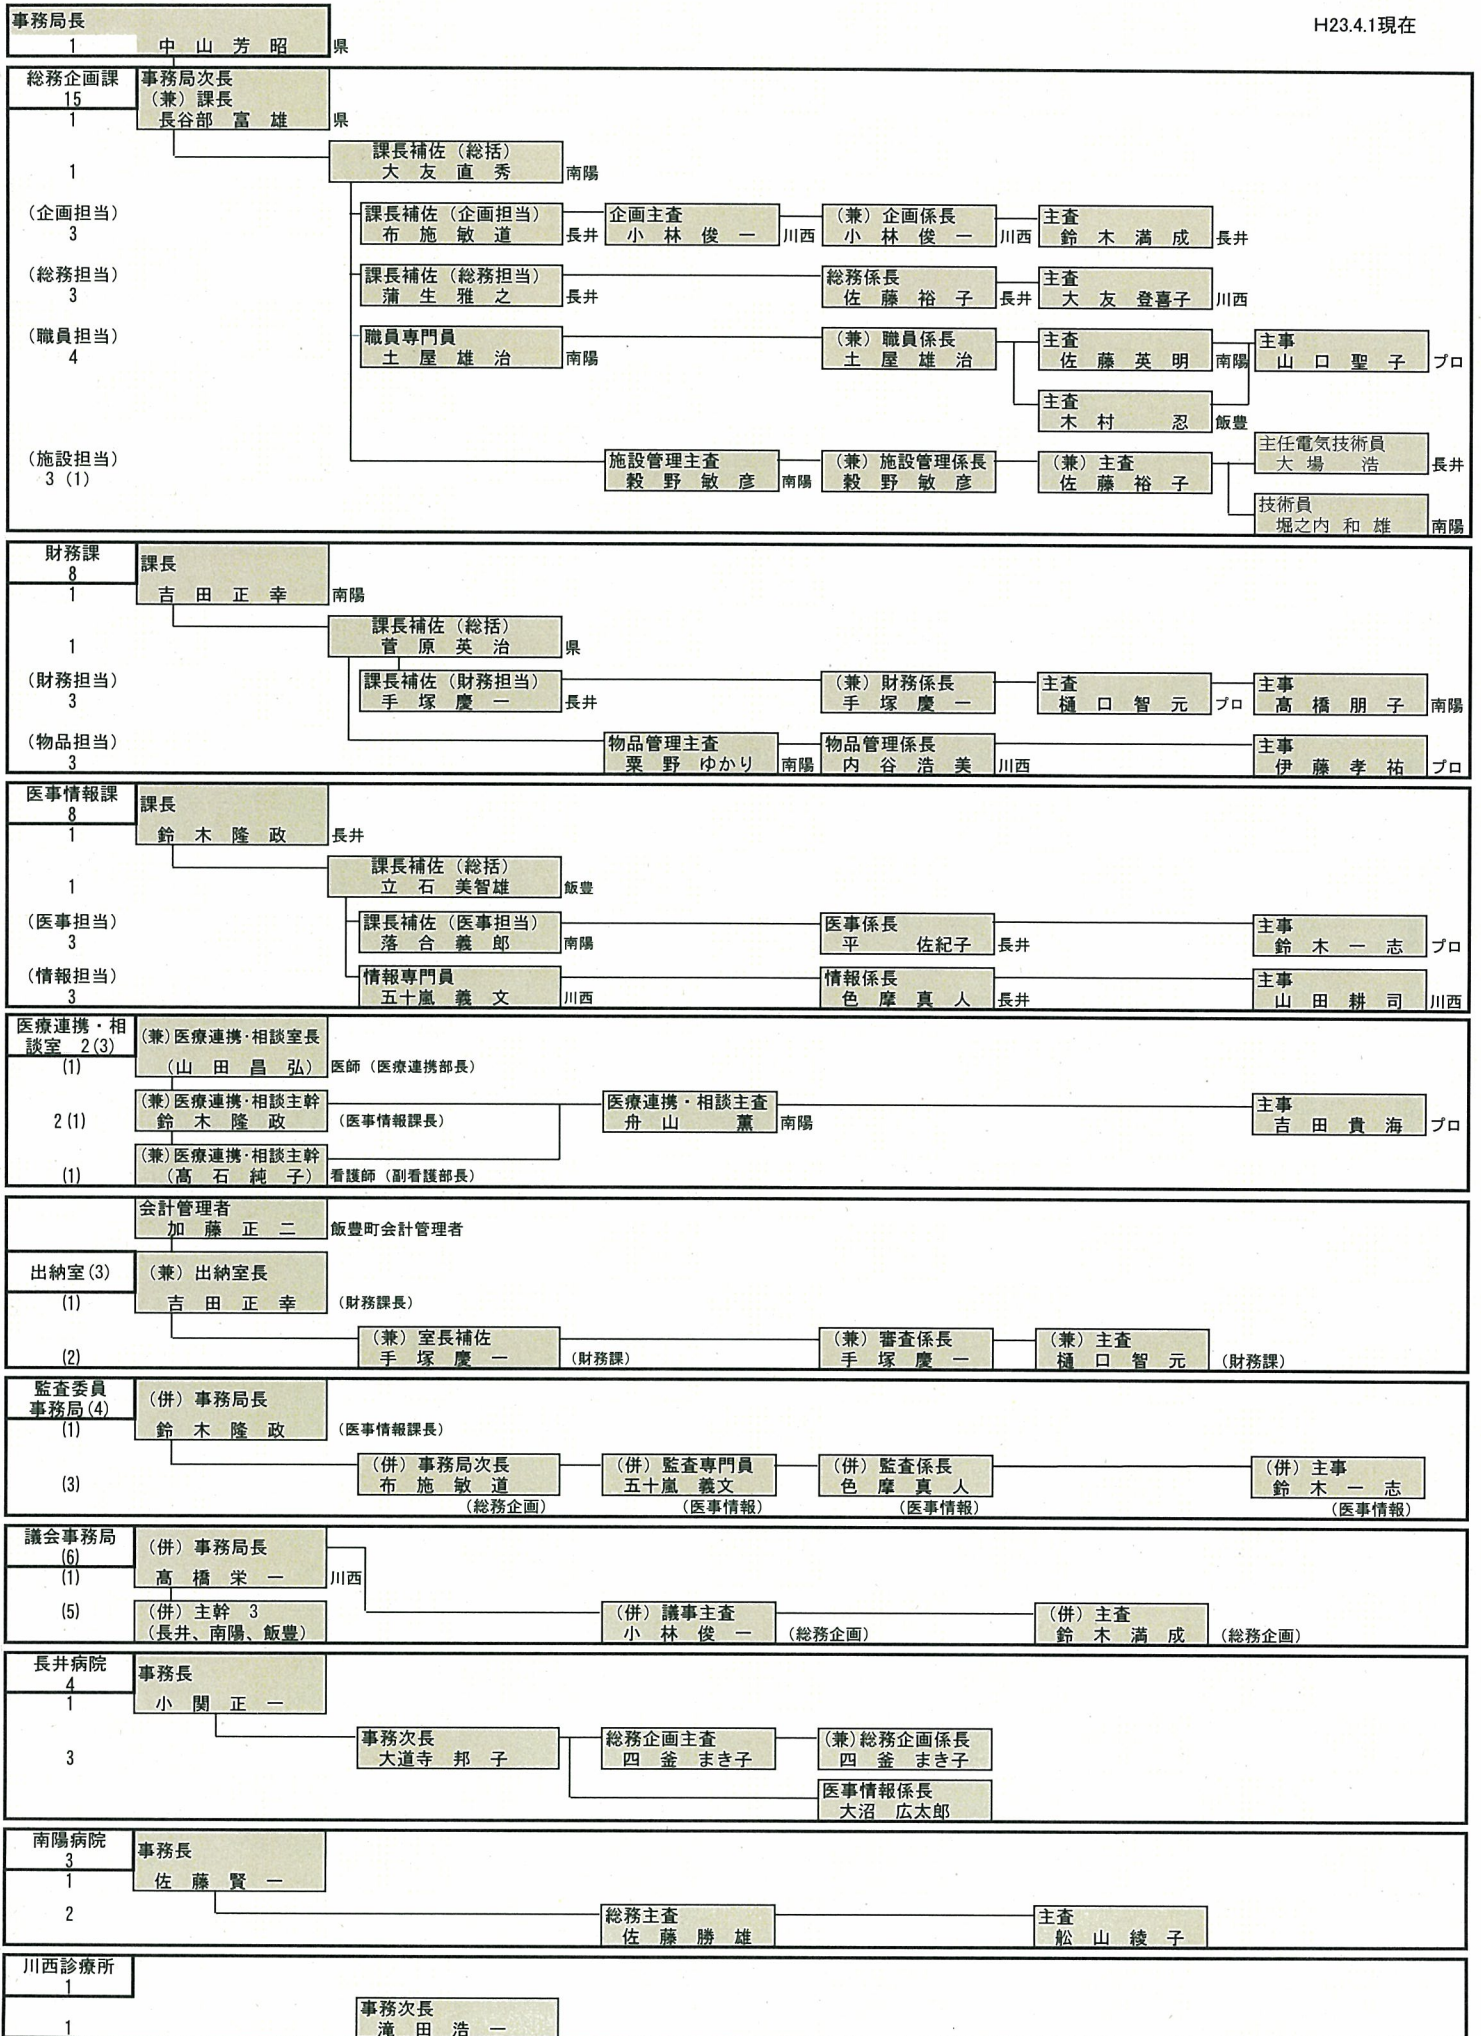 事務局長
H23.4.1現在
1 中山芳昭 県
総務企画課 事務局次長
15 （兼）課長
1 長谷部富雄 県
課長補佐（総括）
1 大友直秀 南陽
（企画担当） 課長補佐（企画担当） 企画主査 （兼）企画係長 主査
3 布施敏道 長井 小林俊一 川西 小林俊一 川西 鈴木満成 長井
（総務担当） 課長補佐（総務担当） 総務係長 主査
3 蒲生雅之 長井 佐藤裕子 長井 大友登喜子 川西
（職員担当） 職員専門員 （兼）職員係長 主査 主事
4 土屋雄治 南陽 土屋雄治 佐藤英明 南陽 山口聖子 プロ
主査
木村忍 飯豊
（施設担当） 施設管理主査 （兼）施設管理係長 （兼）主査 主任電気技術員
3（1） 穀野敏彦 南陽 穀野敏彦 佐藤裕子 大場浩 長井
技術員
堀之内和雄 南陽
財務課 課長
8
1 吉田正幸 南陽
課長補佐（総括）
1 菅原英治 県
（財務担当） 課長補佐（財務担当） （兼）財務係長 主査 主事
3 手塚慶一 長井 手塚慶一 樋口智元 プロ 髙橋朋子 南陽
（物品担当） 物品管理主査 物品管理係長 主事
3 粟野ゆかり 南陽 内谷浩美 川西 伊藤孝祐 プロ
医事情報課 課長
8
1 鈴木隆政 長井
課長補佐（総括）
1 立石美智雄 飯豊
（医事担当） 課長補佐（医事担当） 医事係長 主事
3 落合義郎 南陽 平佐紀子 長井 鈴木一志 プロ
（情報担当） 情報専門員 情報係長 主事
3 五十嵐義文 川西 色摩真人 長井 山田耕司 川西
医療連携・相談室 2(3) （兼）医療連携・相談室長
(1) （山田昌弘） 医師（医療連携部長）
（兼）医療連携・相談主幹 医療連携・相談主査 主事
2(1) 鈴木隆政 （医事情報課長） 舟山薫 南陽 吉田貴海 プロ
（兼）医療連携・相談主幹
(1) （髙石純子） 看護師（副看護部長）
会計管理者
加藤正二 飯豊町会計管理者
出納室(3) （兼）出納室長
(1) 吉田正幸 （財務課長）
（兼）室長補佐 （兼）審査係長 （兼）主査
(2) 手塚慶一 （財務課） 手塚慶一 樋口智元 （財務課）
監査委員 （併）事務局長
事務局(4)
(1) 鈴木隆政 （医事情報課長）
（併）事務局次長 （併）監査専門員 （併）監査係長 （併）主事
(3) 布施敏道 五十嵐義文 色摩真人 鈴木一志
（総務企画） （医事情報） （医事情報） （医事情報）
議会事務局 （併）事務局長
(6)
(1) 髙橋栄一 川西
(5) （併）主幹 3 （併）議事主査 （併）主査
（長井、南陽、飯豊） 小林俊一 （総務企画） 鈴木満成 （総務企画）
長井病院 事務長
4
1 小関正一
事務次長 総務企画主査 （兼）総務企画係長
3 大道寺邦子 四釜まき子 四釜まき子
医事情報係長
大沼広太郎
南陽病院 事務長
3
1 佐藤賢一
2 総務主査 主査
佐藤勝雄 舩山綾子
川西診療所
1
事務次長
1 滝田浩一